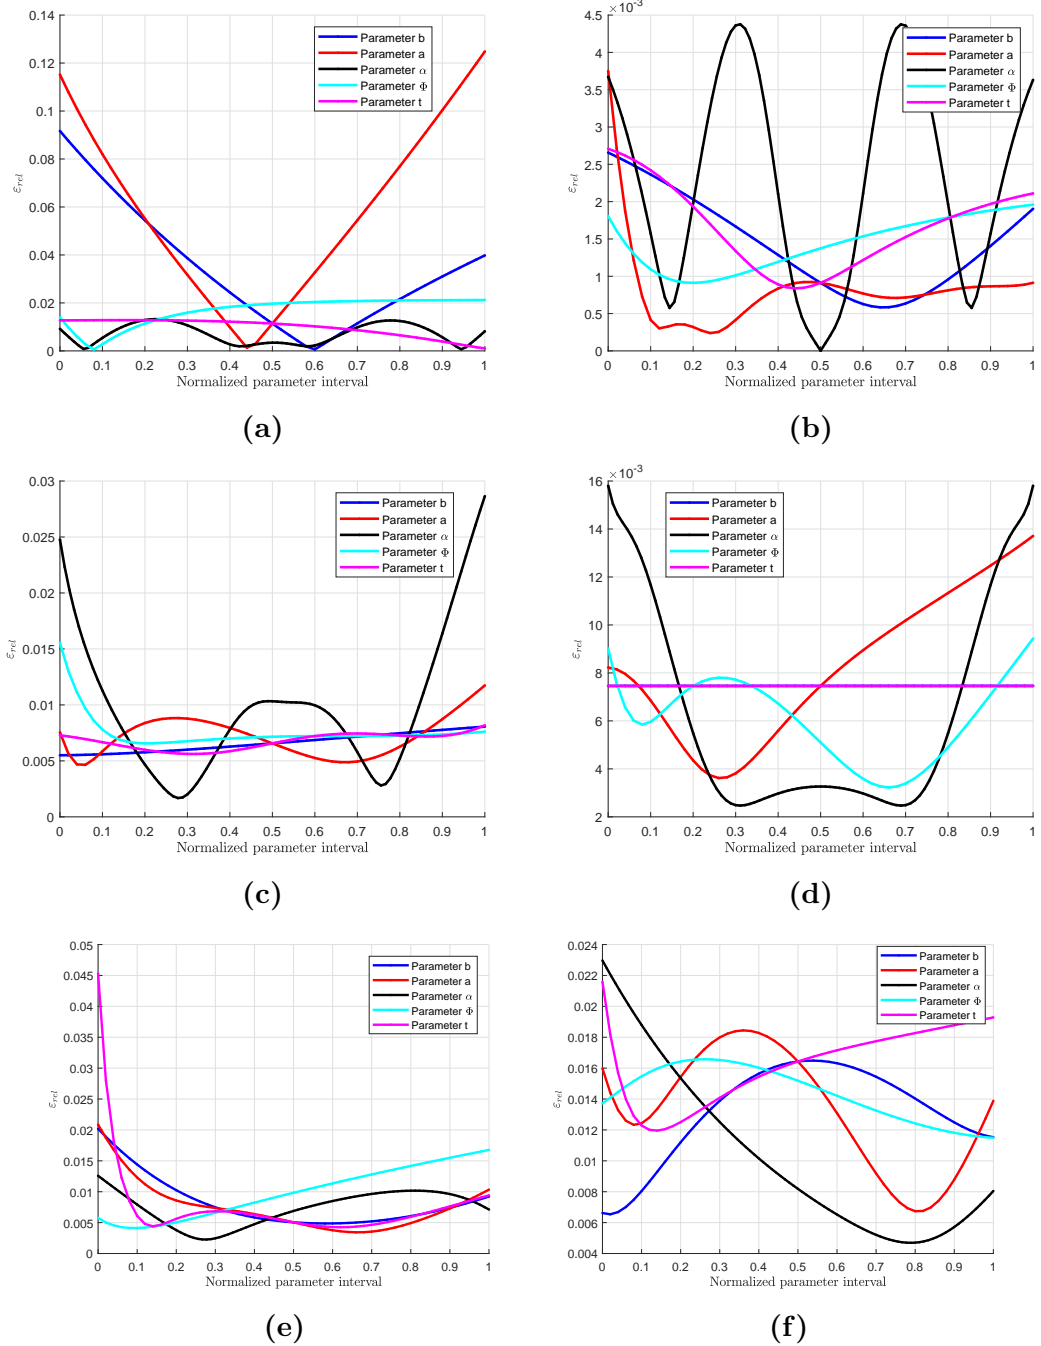 0.14
0.12
0.1
0.08
0.06
0.04
0.02
0
ε_rel
0 0.1 0.2 0.3 0.4 0.5 0.6 0.7 0.8 0.9 1
Normalized parameter interval
Parameter b
Parameter a
Parameter α
Parameter Φ
Parameter t
(a)
×10⁻³
4.5
4
3.5
3
2.5
2
1.5
1
0.5
0
ε_rel
0 0.1 0.2 0.3 0.4 0.5 0.6 0.7 0.8 0.9 1
Normalized parameter interval
Parameter b
Parameter a
Parameter α
Parameter Φ
Parameter t
(b)
0.03
0.025
0.02
0.015
0.01
0.005
0
ε_rel
0 0.1 0.2 0.3 0.4 0.5 0.6 0.7 0.8 0.9 1
Normalized parameter interval
Parameter b
Parameter a
Parameter α
Parameter Φ
Parameter t
(c)
×10⁻³
16
14
12
10
8
6
4
2
ε_rel
0 0.1 0.2 0.3 0.4 0.5 0.6 0.7 0.8 0.9 1
Normalized parameter interval
Parameter b
Parameter a
Parameter α
Parameter Φ
Parameter t
(d)
0.05
0.045
0.04
0.035
0.03
0.025
0.02
0.015
0.01
0.005
0
ε_rel
0 0.1 0.2 0.3 0.4 0.5 0.6 0.7 0.8 0.9 1
Normalized parameter interval
Parameter b
Parameter a
Parameter α
Parameter Φ
Parameter t
(e)
0.024
0.022
0.02
0.018
0.016
0.014
0.012
0.01
0.008
0.006
0.004
ε_rel
0 0.1 0.2 0.3 0.4 0.5 0.6 0.7 0.8 0.9 1
Normalized parameter interval
Parameter b
Parameter a
Parameter α
Parameter Φ
Parameter t
(f)